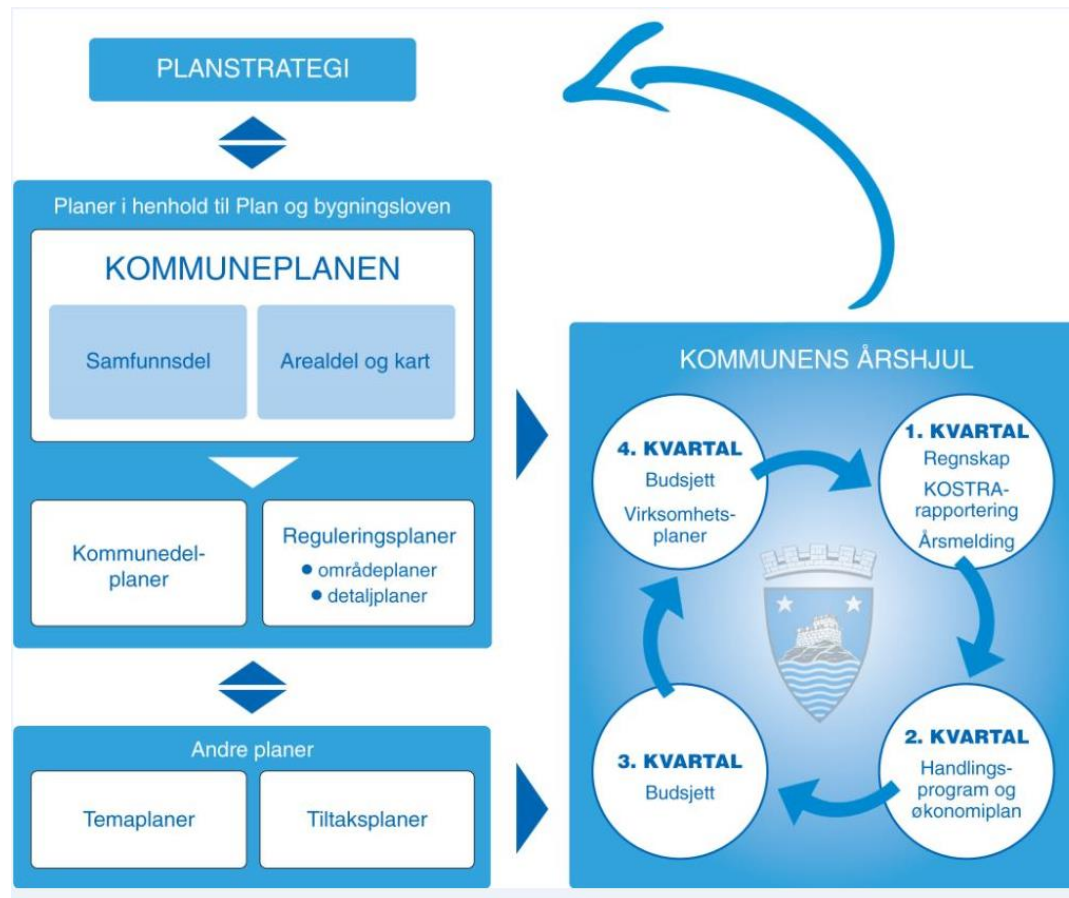 PLANSTRATEGI
Planer i henhold til Plan og bygningsloven
KOMMUNEPLANEN
Samfunnsdel
Arealdel og kart
Kommunedel-
planer
Reguleringsplaner
• områdeplaner
• detaljplaner
Andre planer
Temaplaner
Tiltaksplaner
KOMMUNENS ÅRSHJUL
1. KVARTAL
Regnskap
KOSTRA-
rapportering
Årsmelding
2. KVARTAL
Handlings-
program og
økonomiplan
3. KVARTAL
Budsjett
4. KVARTAL
Budsjett
Virksomhets-
planer